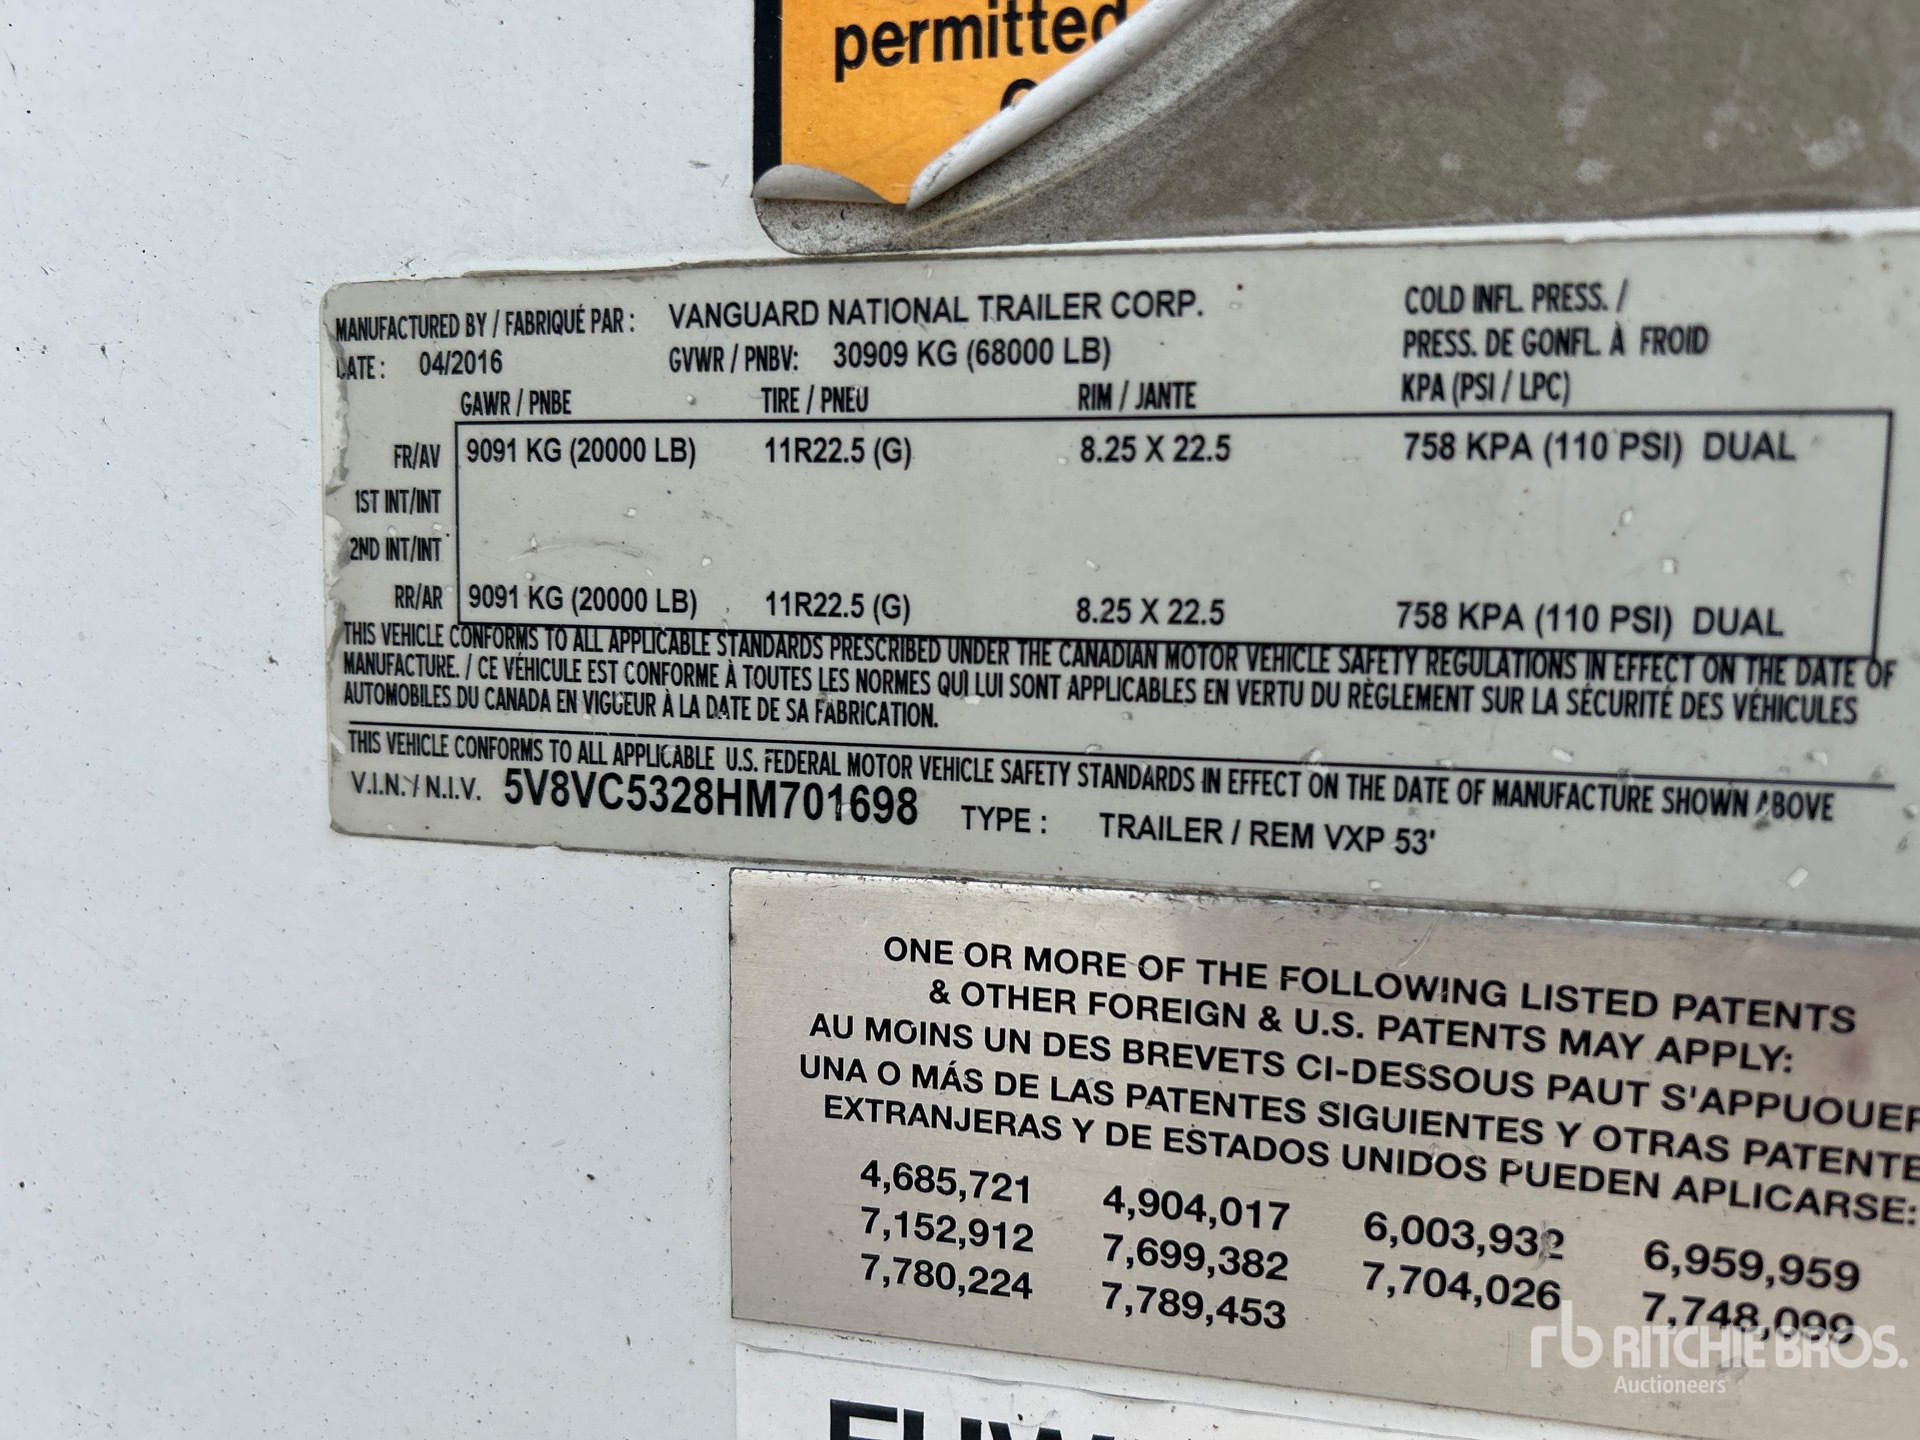 permitted
MANUFACTURED BY / FABRIQUÉ PAR : VANGUARD NATIONAL TRAILER CORP.
DATE : 04/2016 GVWR / PNBV: 30909 KG (68000 LB)
COLD INFL. PRESS. /
PRESS. DE GONFL. À FROID
KPA (PSI / LPC)
GAWR / PNBE TIRE / PNEU RIM / JANTE
FR/AV 9091 KG (20000 LB) 11R22.5 (G) 8.25 X 22.5 758 KPA (110 PSI) DUAL
1ST INT/INT
2ND INT/INT
RR/AR 9091 KG (20000 LB) 11R22.5 (G) 8.25 X 22.5 758 KPA (110 PSI) DUAL
THIS VEHICLE CONFORMS TO ALL APPLICABLE STANDARDS PRESCRIBED UNDER THE CANADIAN MOTOR VEHICLE SAFETY REGULATIONS IN EFFECT ON THE DATE OF
MANUFACTURE. / CE VÉHICULE EST CONFORME À TOUTES LES NORMES QUI LUI SONT APPLICABLES EN VERTU DU RÈGLEMENT SUR LA SÉCURITÉ DES VÉHICULES
AUTOMOBILES DU CANADA EN VIGUEUR À LA DATE DE SA FABRICATION.
THIS VEHICLE CONFORMS TO ALL APPLICABLE U.S. FEDERAL MOTOR VEHICLE SAFETY STANDARDS IN EFFECT ON THE DATE OF MANUFACTURE SHOWN ABOVE
V.I.N. / N.I.V. 5V8VC5328HM701698 TYPE : TRAILER / REM VXP 53'
ONE OR MORE OF THE FOLLOWING LISTED PATENTS
& OTHER FOREIGN & U.S. PATENTS MAY APPLY:
AU MOINS UN DES BREVETS CI-DESSOUS PAUT S'APPUOUER
UNA O MÁS DE LAS PATENTES SIGUIENTES Y OTRAS PATENTE
EXTRANJERAS Y DE ESTADOS UNIDOS PUEDEN APLICARSE:
4,685,721 4,904,017 6,003,932 6,959,959
7,152,912 7,699,382 7,704,026 7,748,099
7,780,224 7,789,453
rb RITCHIE BROS.
Auctioneers